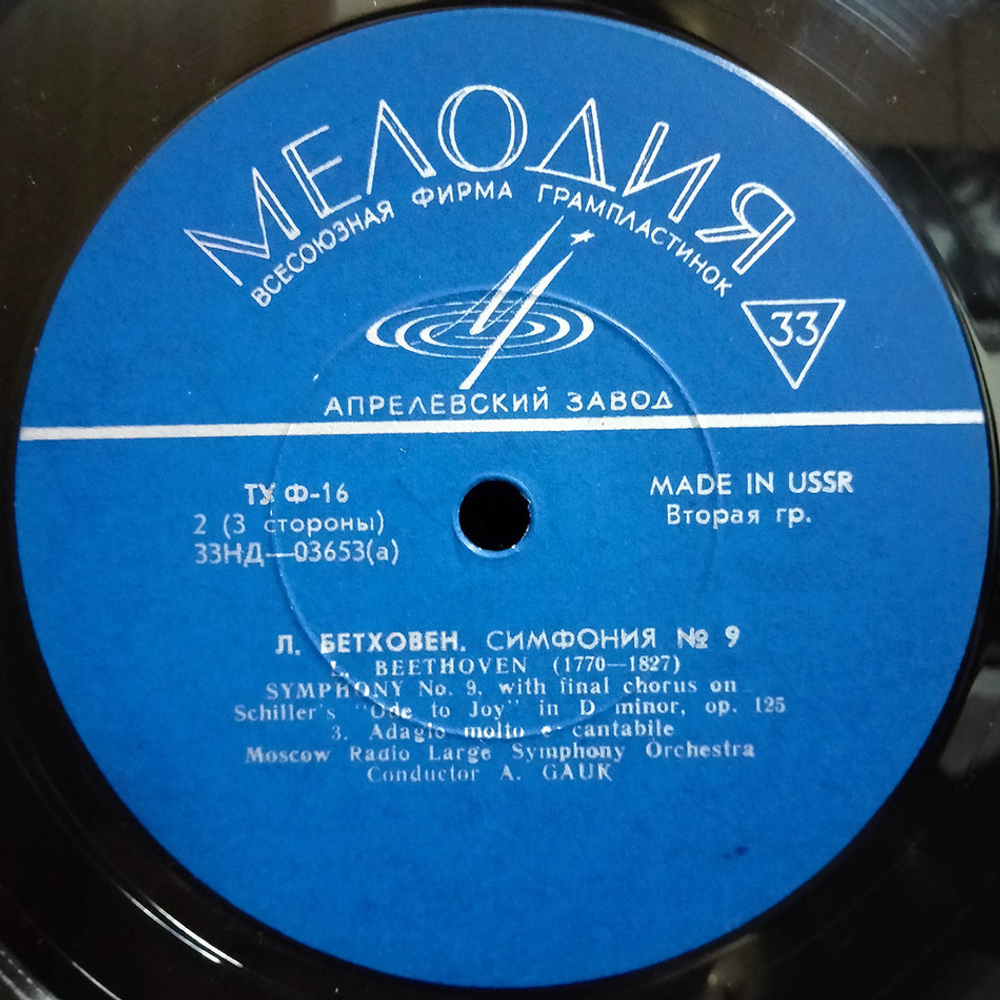 МЕЛОДИЯ
ВСЕСОЮЗНАЯ ФИРМА ГРАМПЛАСТИНОК
33
АПРЕЛЕВСКИЙ ЗАВОД
ТУ Ф-16
2 (3 стороны)
33НД—03653(а)
MADE IN USSR
Вторая гр.
Л. БЕТХОВЕН. СИМФОНИЯ № 9
L. BEETHOVEN (1770—1827)
SYMPHONY No. 9, with final chorus on
Schiller's "Ode to Joy" in D minor, op. 125
3. Adagio molto e cantabile
Moscow Radio Large Symphony Orchestra
Conductor A. GAUK